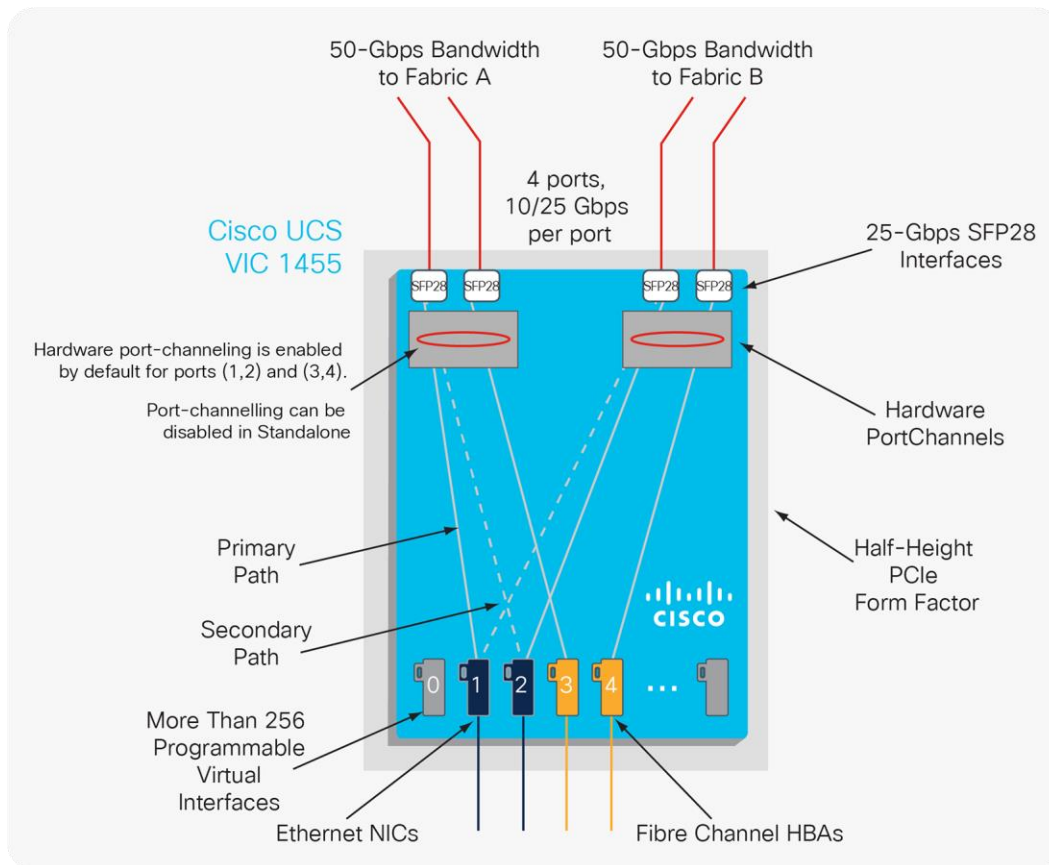 50-Gbps Bandwidth
to Fabric A
50-Gbps Bandwidth
to Fabric B
4 ports,
10/25 Gbps
per port
Cisco UCS
VIC 1455
25-Gbps SFP28
Interfaces
SFP28
SFP28
SFP28
SFP28
Hardware port-channeling is enabled
by default for ports (1,2) and (3,4).
Port-channelling can be
disabled in Standalone
Hardware
PortChannels
Primary
Path
Half-Height
PCIe
Form Factor
Secondary
Path
CISCO
0
1
2
3
4
...
More Than 256
Programmable
Virtual
Interfaces
Ethernet NICs
Fibre Channel HBAs